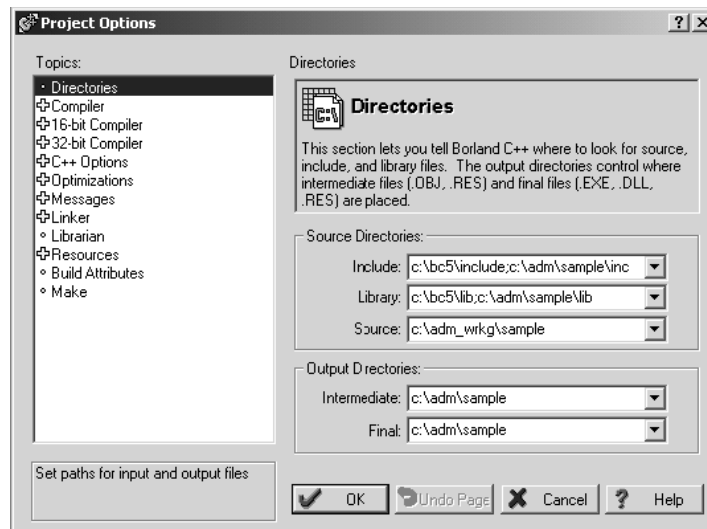 Project Options
Topics:
Directories
Compiler
16-bit Compiler
32-bit Compiler
C++ Options
Optimizations
Messages
Linker
Librarian
Resources
Build Attributes
Make
Set paths for input and output files
Directories
C:\
Directories
This section lets you tell Borland C++ where to look for source,
include, and library files. The output directories control where
intermediate files (.OBJ, .RES) and final files (.EXE, .DLL,
.RES) are placed.
Source Directories:
Include: c:\bc5\include;c:\adm\sample\inc
Library: c:\bc5\lib;c:\adm\sample\lib
Source: c:\adm_wrkg\sample
Output Directories:
Intermediate: c:\adm\sample
Final: c:\adm\sample
OK Undo Page Cancel ? Help